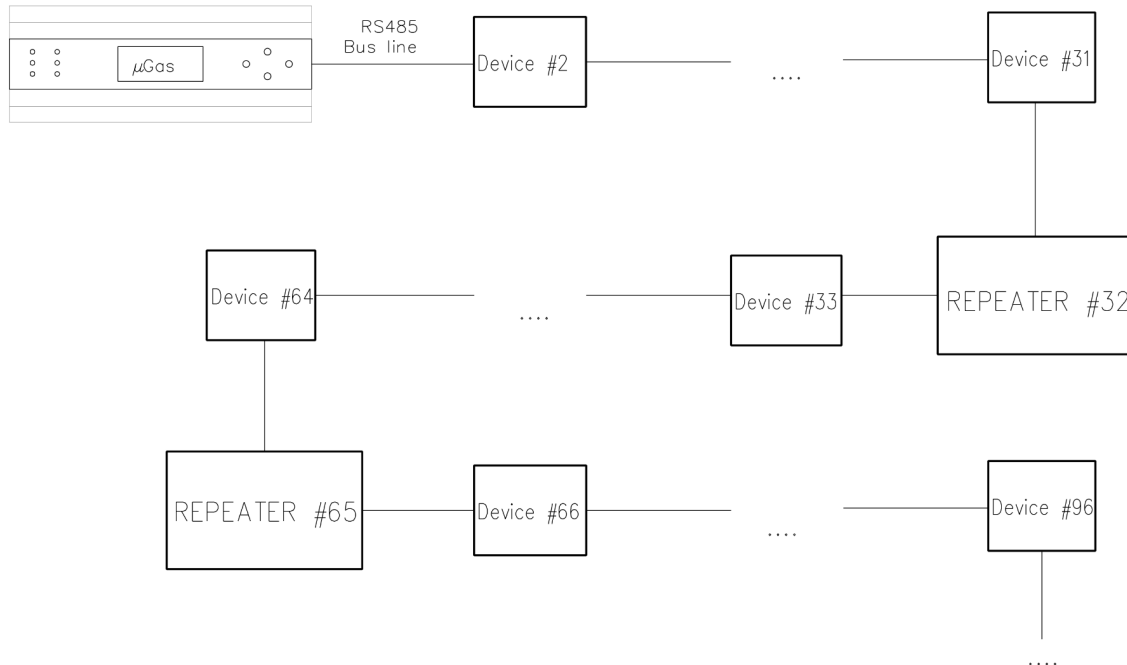 RS485
Bus line
μGas
Device #2
....
Device #31
Device #64
....
Device #33
REPEATER #32
REPEATER #65
Device #66
....
Device #96
....